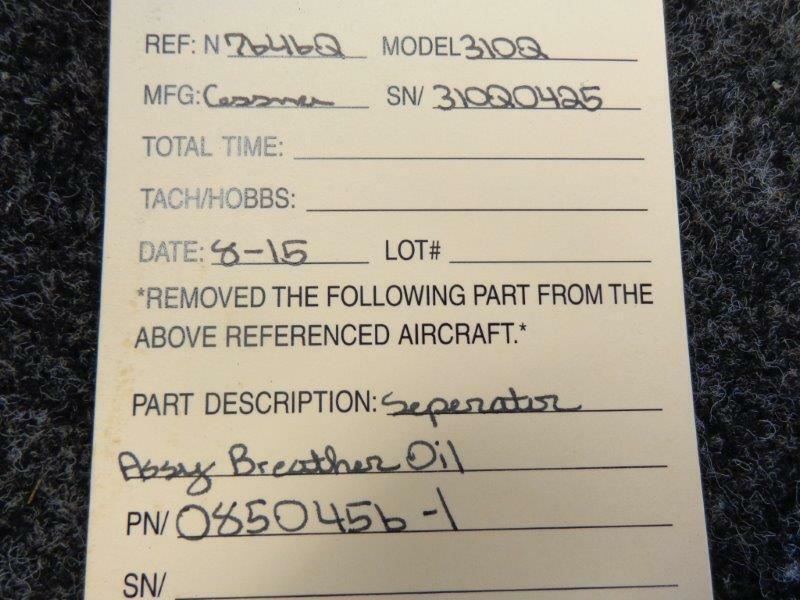 REF: N 7646Q MODEL 310Q
MFG: Cessna SN/ 310Q0425
TOTAL TIME:
TACH/HOBBS:
DATE: 8-15 LOT#
*REMOVED THE FOLLOWING PART FROM THE
ABOVE REFERENCED AIRCRAFT.*
PART DESCRIPTION: Seperator
Assy Breather Oil
PN/ 0850456-1
SN/